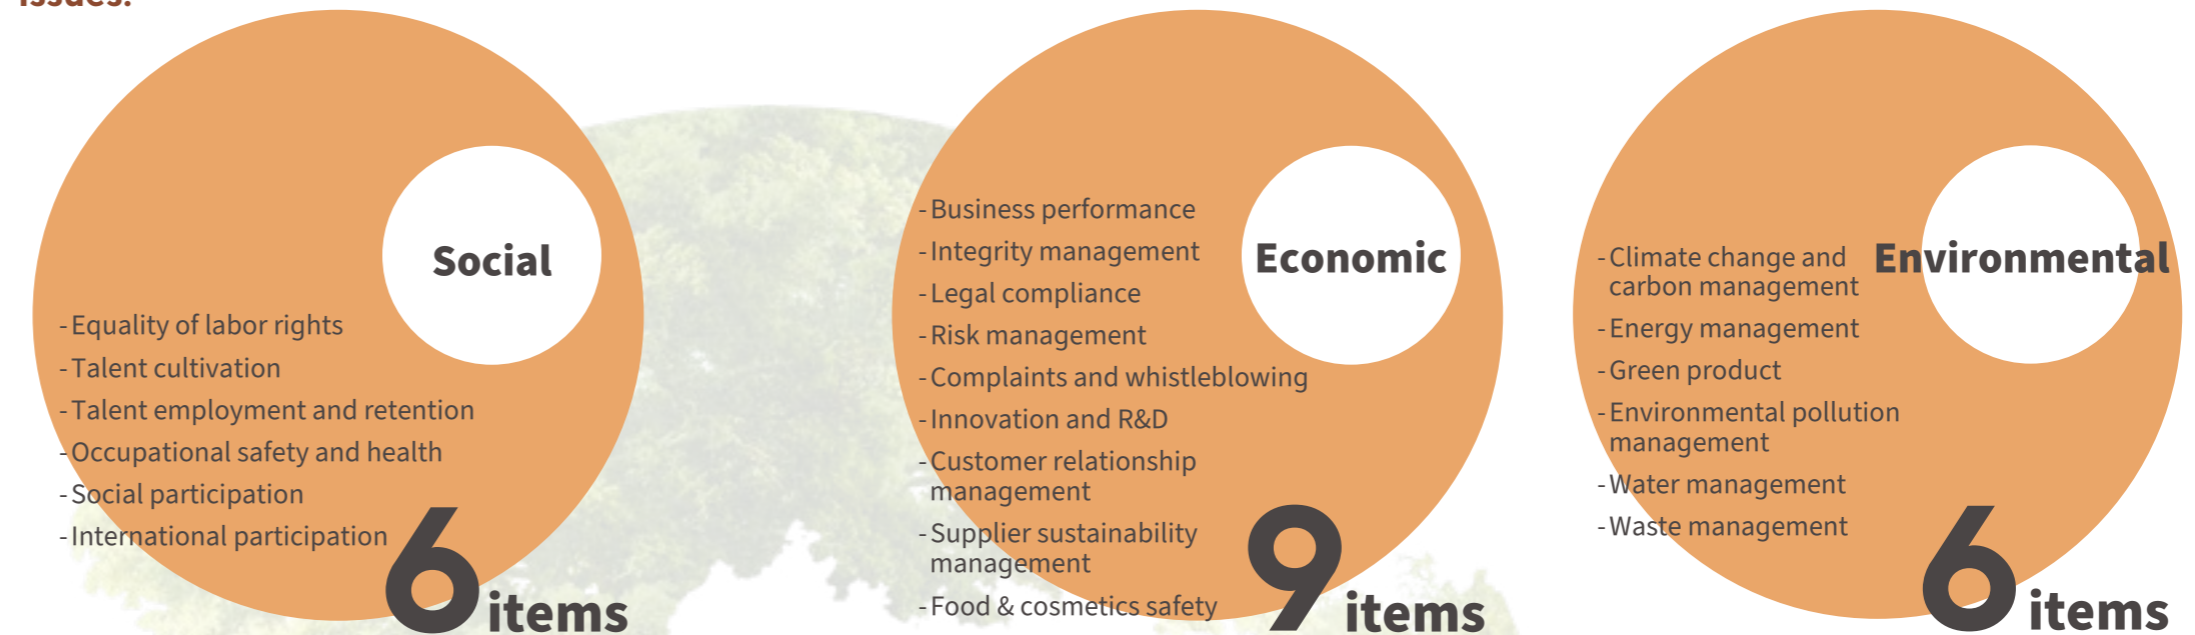 issues:
Social
- Equality of labor rights
- Talent cultivation
- Talent employment and retention
- Occupational safety and health
- Social participation
- International participation
6 items
Economic
- Business performance
- Integrity management
- Legal compliance
- Risk management
- Complaints and whistleblowing
- Innovation and R&D
- Customer relationship
management
- Supplier sustainability
management
- Food & cosmetics safety
9 items
Environmental
- Climate change and
carbon management
- Energy management
- Green product
- Environmental pollution
management
- Water management
- Waste management
6 items